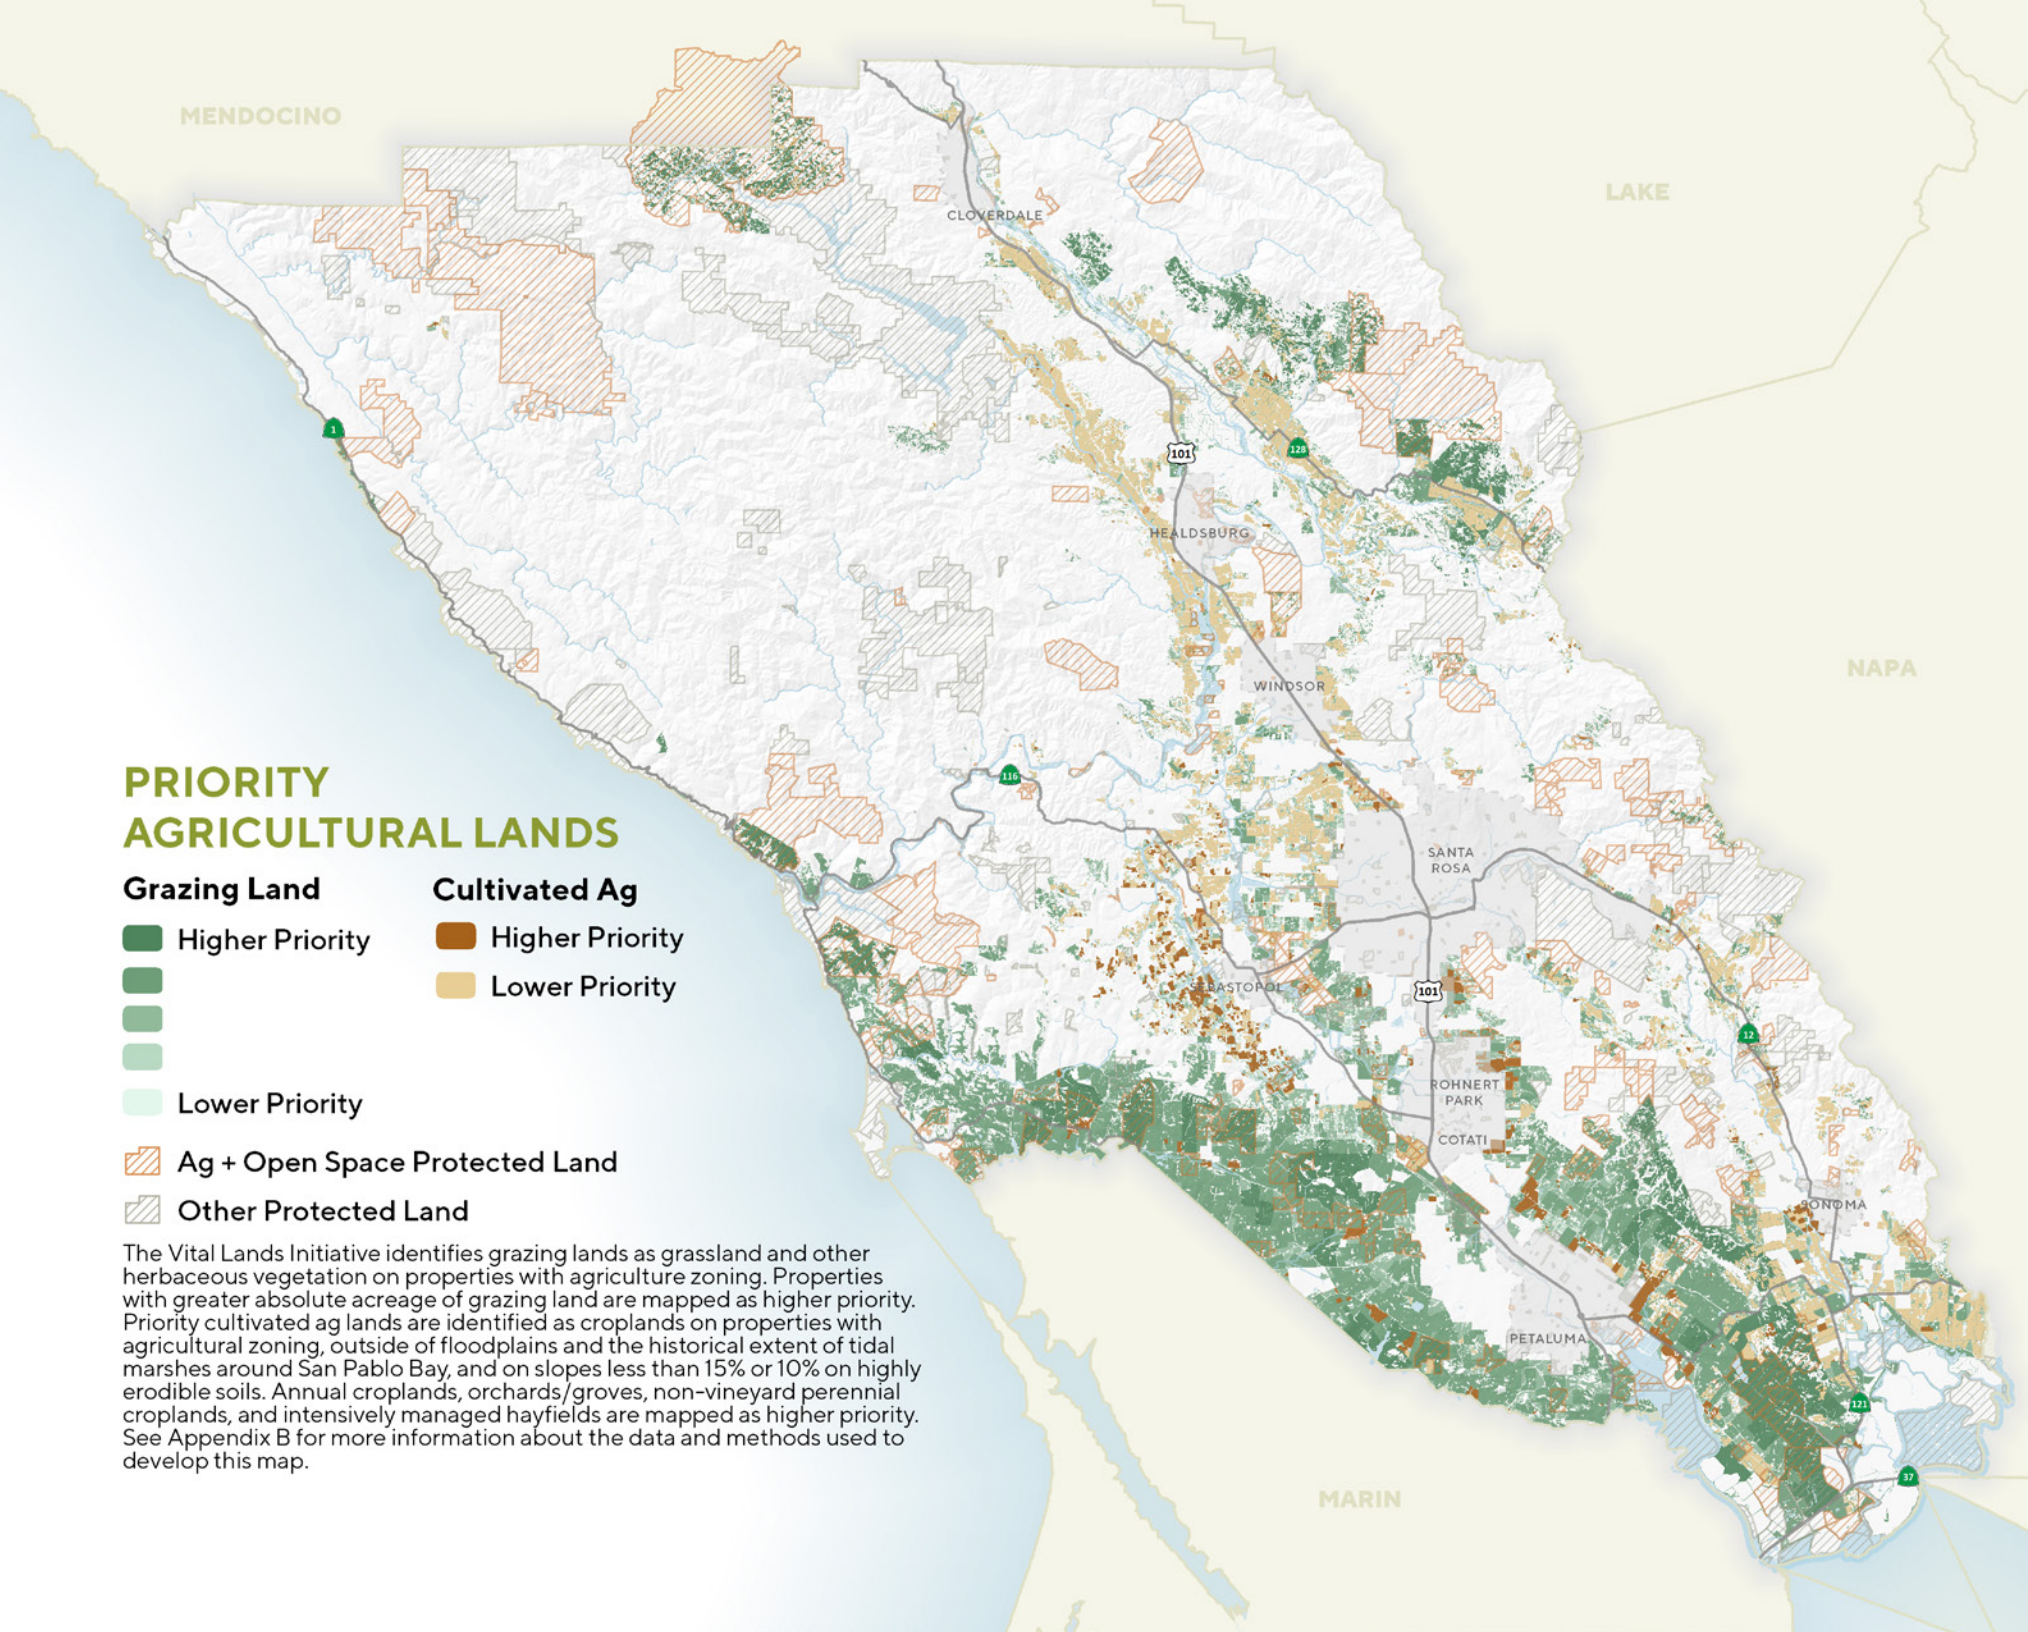 MENDOCINO
LAKE
CLOVERDALE
1
101
128
HEALDSBURG
NAPA
WINDSOR
116
PRIORITY
AGRICULTURAL LANDS
SANTA
ROSA
Grazing Land
Cultivated Ag
Higher Priority
Higher Priority
Lower Priority
SEBASTOPOL
101
12
ROHNERT
PARK
Lower Priority
COTATI
Ag + Open Space Protected Land
SONOMA
Other Protected Land
The Vital Lands Initiative identifies grazing lands as grassland and other
herbaceous vegetation on properties with agriculture zoning. Properties
with greater absolute acreage of grazing land are mapped as higher priority.
Priority cultivated ag lands are identified as croplands on properties with
agricultural zoning, outside of floodplains and the historical extent of tidal
marshes around San Pablo Bay, and on slopes less than 15% or 10% on highly
erodible soils. Annual croplands, orchards/groves, non-vineyard perennial
croplands, and intensively managed hayfields are mapped as higher priority.
See Appendix B for more information about the data and methods used to
develop this map.
PETALUMA
121
37
MARIN